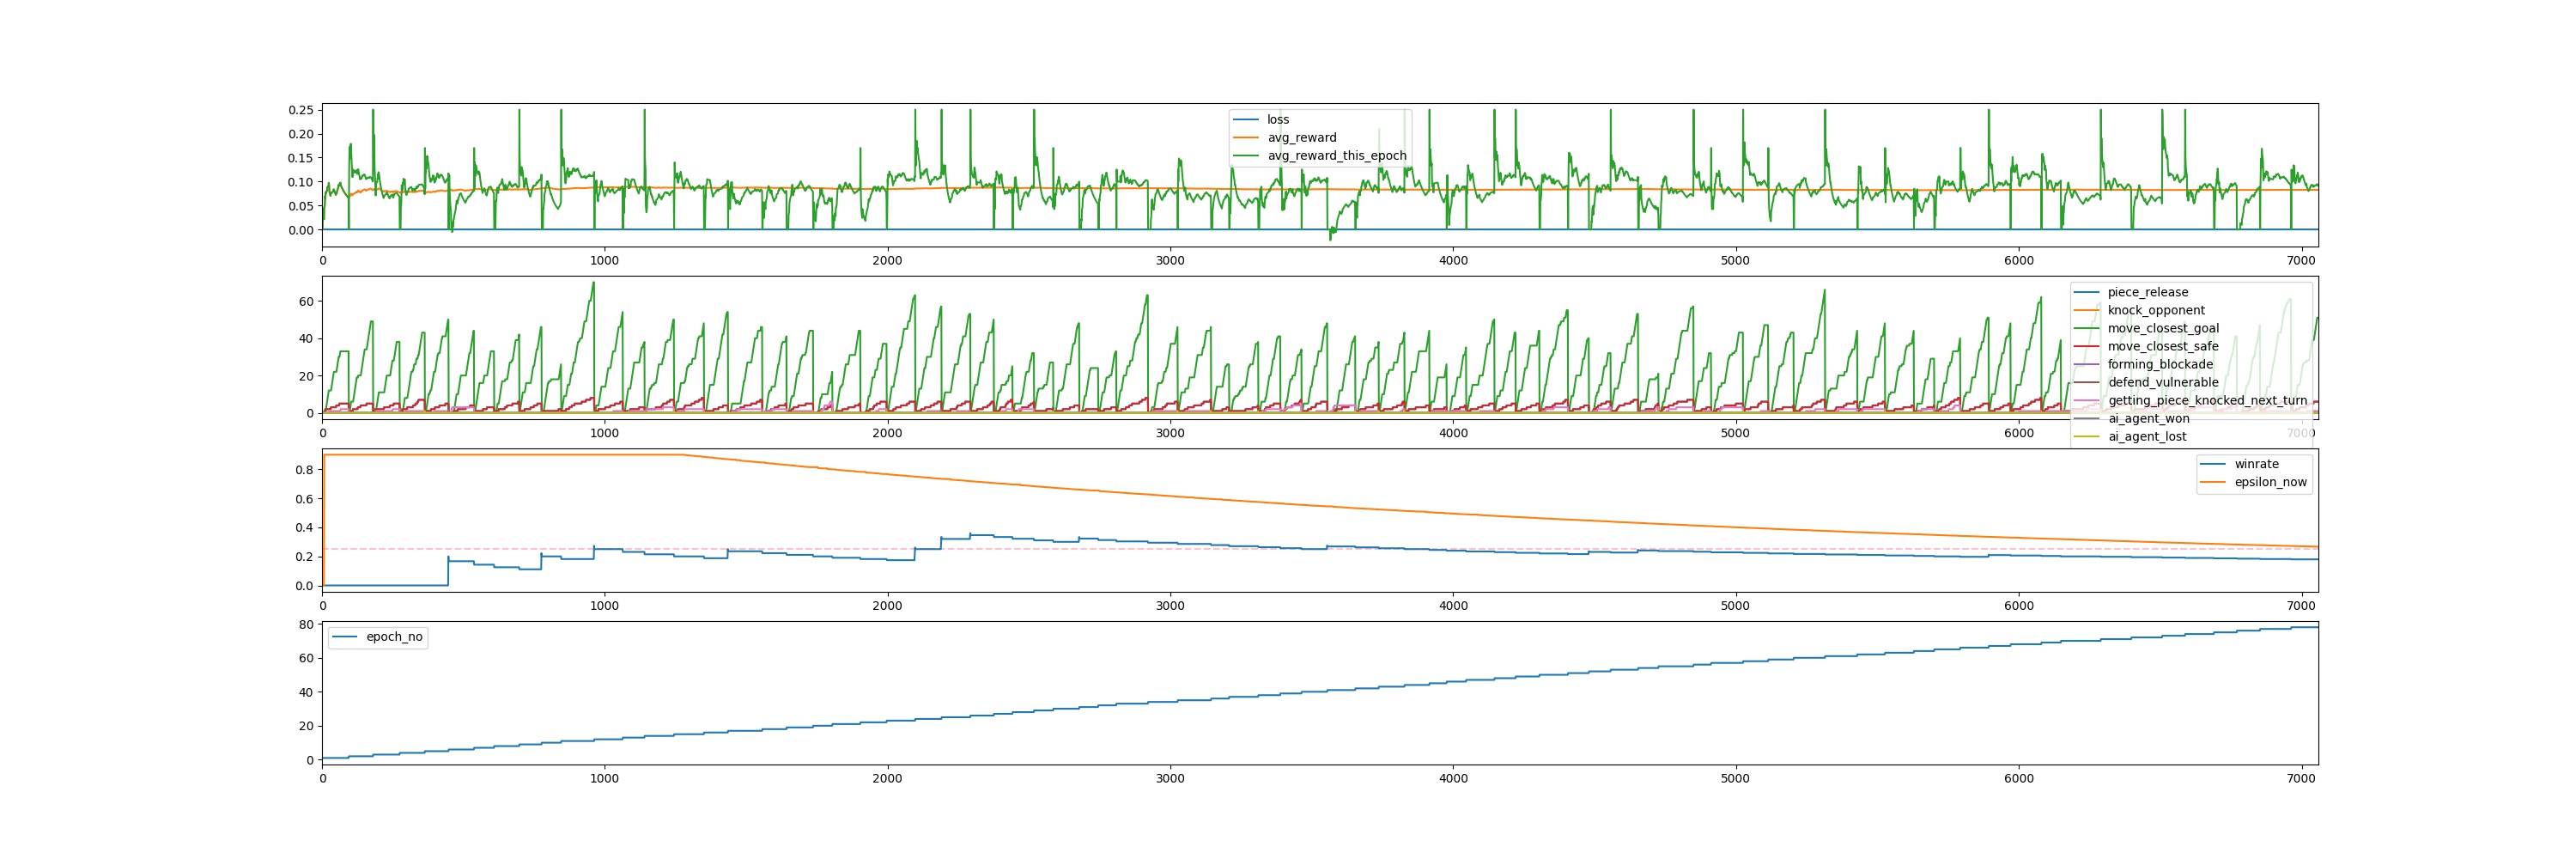 0.25
0.20
0.15
0.10
0.05
0.00
loss
avg_reward
avg_reward_this_epoch
0 1000 2000 3000 4000 5000 6000 7000
60
40
20
0
piece_release
knock_opponent
move_closest_goal
move_closest_safe
forming_blockade
defend_vulnerable
getting_piece_knocked_next_turn
ai_agent_won
ai_agent_lost
0 1000 2000 3000 4000 5000 6000 7000
0.8
0.6
0.4
0.2
0.0
winrate
epsilon_now
0 1000 2000 3000 4000 5000 6000 7000
80
60
40
20
0
epoch_no
0 1000 2000 3000 4000 5000 6000 7000